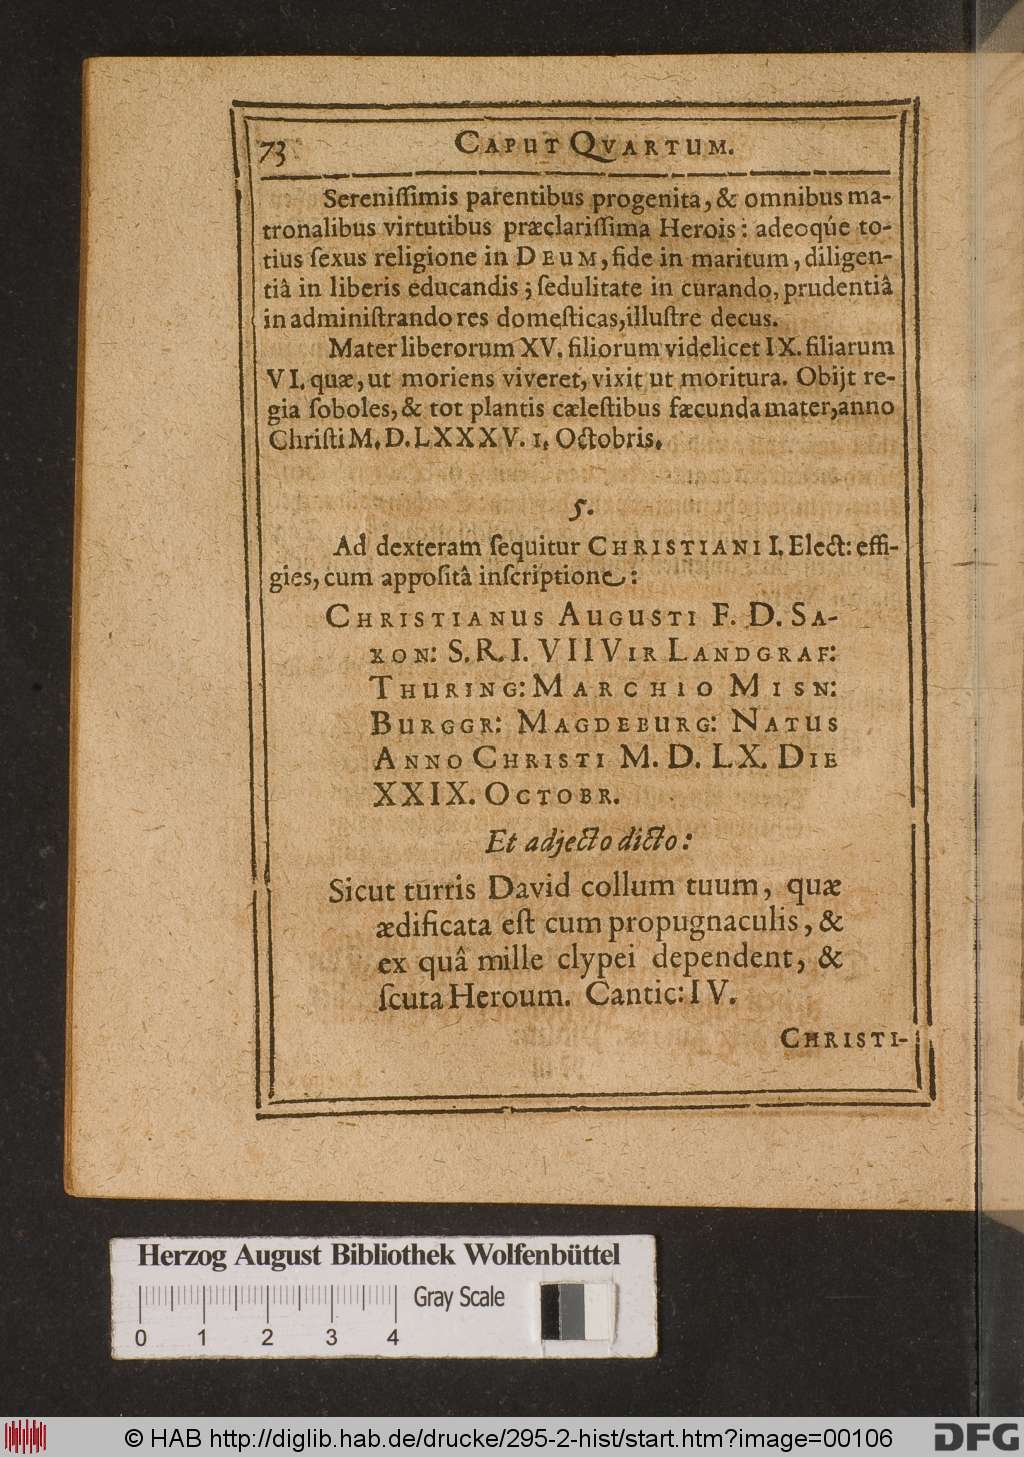 73
CAPUT QVARTUM.
Sereniſſimis parentibus progenita, & omnibus ma-
tronalibus virtutibus præclariſſima Herois: adeoqúe to-
tius ſexus religione in DEUM, fide in maritum, diligen-
tiâ in liberis educandis; ſedulitate in curando, prudentiâ
in adminiſtrando res domeſticas, illuſtre decus.
Mater liberorum XV. filiorum videlicet IX. filiarum
VI. quæ, ut moriens viveret, vixit ut moritura. Obijt re-
gia ſoboles, & tot plantis cæleſtibus fæcunda mater, anno
Chriſti M. D. LXXXV. 1. Octobris.
5.
Ad dexteram ſequitur CHRISTIANI I. Elect: effi-
gies, cum appoſitâ inſcriptione:
CHRISTIANUS AUGUSTI F. D. SA-
XON: S. R. I. VIIVIR LANDGRAF:
THURING: MARCHIO MISN:
BURGGR: MAGDEBURG: NATUS
ANNO CHRISTI M. D. LX. DIE
XXIX. OCTOBR.
Et adjecto dicto:
Sicut turris David collum tuum, quæ
ædificata eſt cum propugnaculis, &
ex quâ mille clypei dependent, &
ſcuta Heroum. Cantic: IV.
CHRISTI-
Herzog August Bibliothek Wolfenbüttel
Gray Scale
0 1 2 3 4
© HAB http://diglib.hab.de/drucke/295-2-hist/start.htm?image=00106
DFG